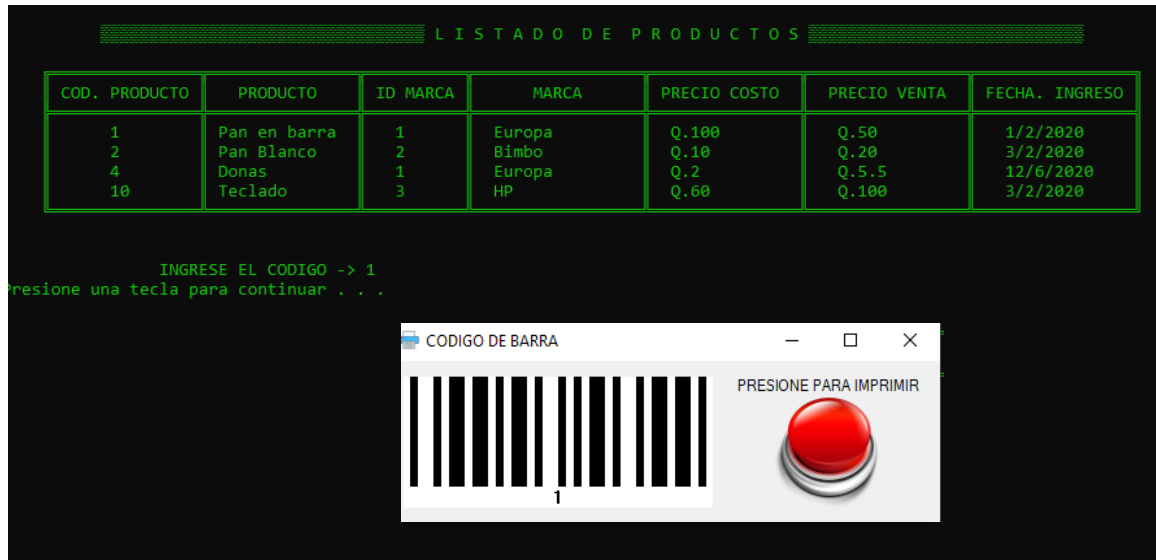 L I S T A D O D E P R O D U C T O S
COD. PRODUCTO PRODUCTO ID MARCA MARCA PRECIO COSTO PRECIO VENTA FECHA. INGRESO
1 Pan en barra 1 Europa Q.100 Q.50 1/2/2020
2 Pan Blanco 2 Bimbo Q.10 Q.20 3/2/2020
4 Donas 1 Europa Q.2 Q.5.5 12/6/2020
10 Teclado 3 HP Q.60 Q.100 3/2/2020
INGRESE EL CODIGO -> 1
Presione una tecla para continuar . . .
CODIGO DE BARRA
PRESIONE PARA IMPRIMIR
1